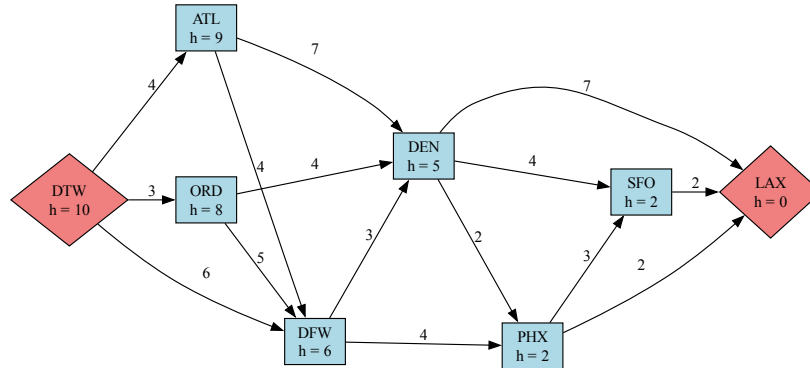 ATL
h = 9
7
4
7
DEN
h = 5
4
4
4
SFO
h = 2
2
LAX
h = 0
DTW
h = 10
3
ORD
h = 8
5
6
3
2
3
2
DFW
h = 6
4
PHX
h = 2